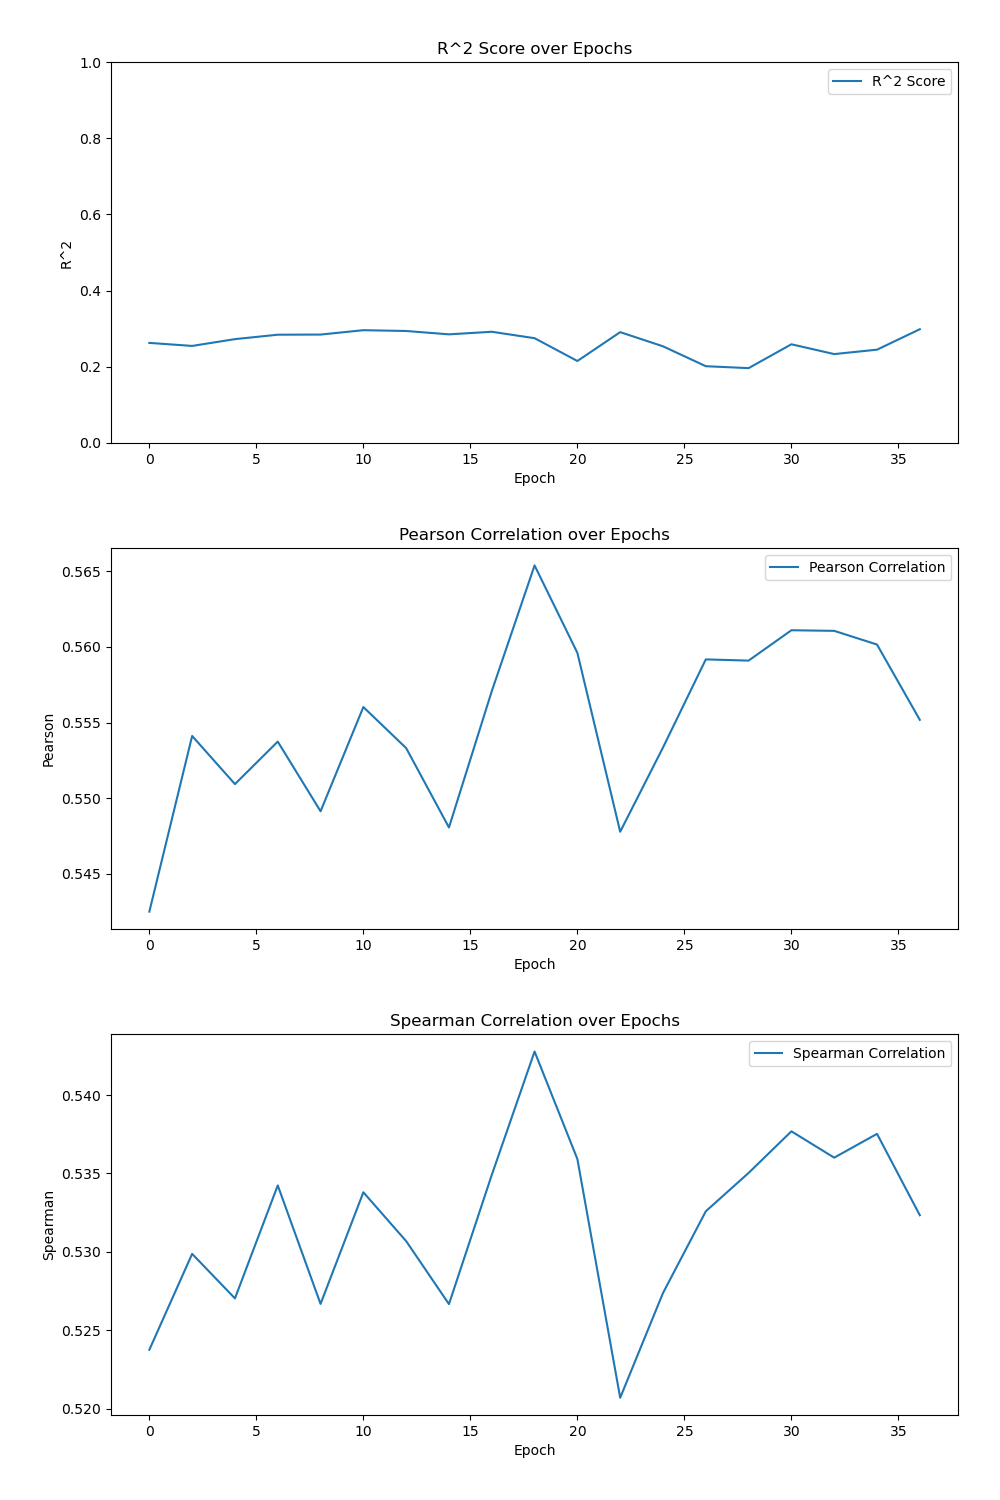 R^2 Score over Epochs
R^2 Score
1.0
0.8
0.6
0.4
0.2
0.0
R^2
0 5 10 15 20 25 30 35
Epoch
Pearson Correlation over Epochs
Pearson Correlation
0.565
0.560
0.555
0.550
0.545
Pearson
0 5 10 15 20 25 30 35
Epoch
Spearman Correlation over Epochs
Spearman Correlation
0.540
0.535
0.530
0.525
0.520
Spearman
0 5 10 15 20 25 30 35
Epoch